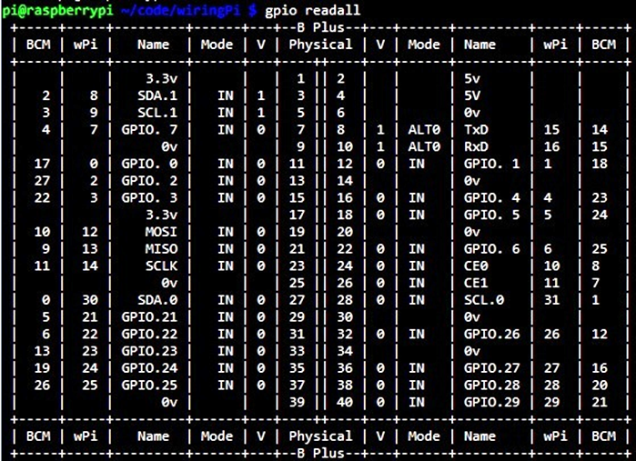 pi@raspberrypi ~/code/wiringPi $ gpio readall
+-----+-----+---------+------+---+--B Plus--+---+------+---------+-----+-----+
| BCM | wPi | Name | Mode | V | Physical | V | Mode | Name | wPi | BCM |
+-----+-----+---------+------+---+----++----+---+------+---------+-----+-----+
| | | 3.3v | | | 1 || 2 | | | 5v | | |
| 2 | 8 | SDA.1 | IN | 1 | 3 || 4 | | | 5V | | |
| 3 | 9 | SCL.1 | IN | 1 | 5 || 6 | | | 0v | | |
| 4 | 7 | GPIO. 7 | IN | 0 | 7 || 8 | 1 | ALT0 | TxD | 15 | 14 |
| | | 0v | | | 9 || 10 | 1 | ALT0 | RxD | 16 | 15 |
| 17 | 0 | GPIO. 0 | IN | 0 | 11 || 12 | 0 | IN | GPIO. 1 | 1 | 18 |
| 27 | 2 | GPIO. 2 | IN | 0 | 13 || 14 | | | 0v | | |
| 22 | 3 | GPIO. 3 | IN | 0 | 15 || 16 | 0 | IN | GPIO. 4 | 4 | 23 |
| | | 3.3v | | | 17 || 18 | 0 | IN | GPIO. 5 | 5 | 24 |
| 10 | 12 | MOSI | IN | 0 | 19 || 20 | | | 0v | | |
| 9 | 13 | MISO | IN | 0 | 21 || 22 | 0 | IN | GPIO. 6 | 6 | 25 |
| 11 | 14 | SCLK | IN | 0 | 23 || 24 | 0 | IN | CE0 | 10 | 8 |
| | | 0v | | | 25 || 26 | 0 | IN | CE1 | 11 | 7 |
| 0 | 30 | SDA.0 | IN | 0 | 27 || 28 | 0 | IN | SCL.0 | 31 | 1 |
| 5 | 21 | GPIO.21 | IN | 0 | 29 || 30 | | | 0v | | |
| 6 | 22 | GPIO.22 | IN | 0 | 31 || 32 | 0 | IN | GPIO.26 | 26 | 12 |
| 13 | 23 | GPIO.23 | IN | 0 | 33 || 34 | | | 0v | | |
| 19 | 24 | GPIO.24 | IN | 0 | 35 || 36 | 0 | IN | GPIO.27 | 27 | 16 |
| 26 | 25 | GPIO.25 | IN | 0 | 37 || 38 | 0 | IN | GPIO.28 | 28 | 20 |
| | | 0v | | | 39 || 40 | 0 | IN | GPIO.29 | 29 | 21 |
+-----+-----+---------+------+---+----++----+---+------+---------+-----+-----+
| BCM | wPi | Name | Mode | V | Physical | V | Mode | Name | wPi | BCM |
+-----+-----+---------+------+---+--B Plus--+---+------+---------+-----+-----+